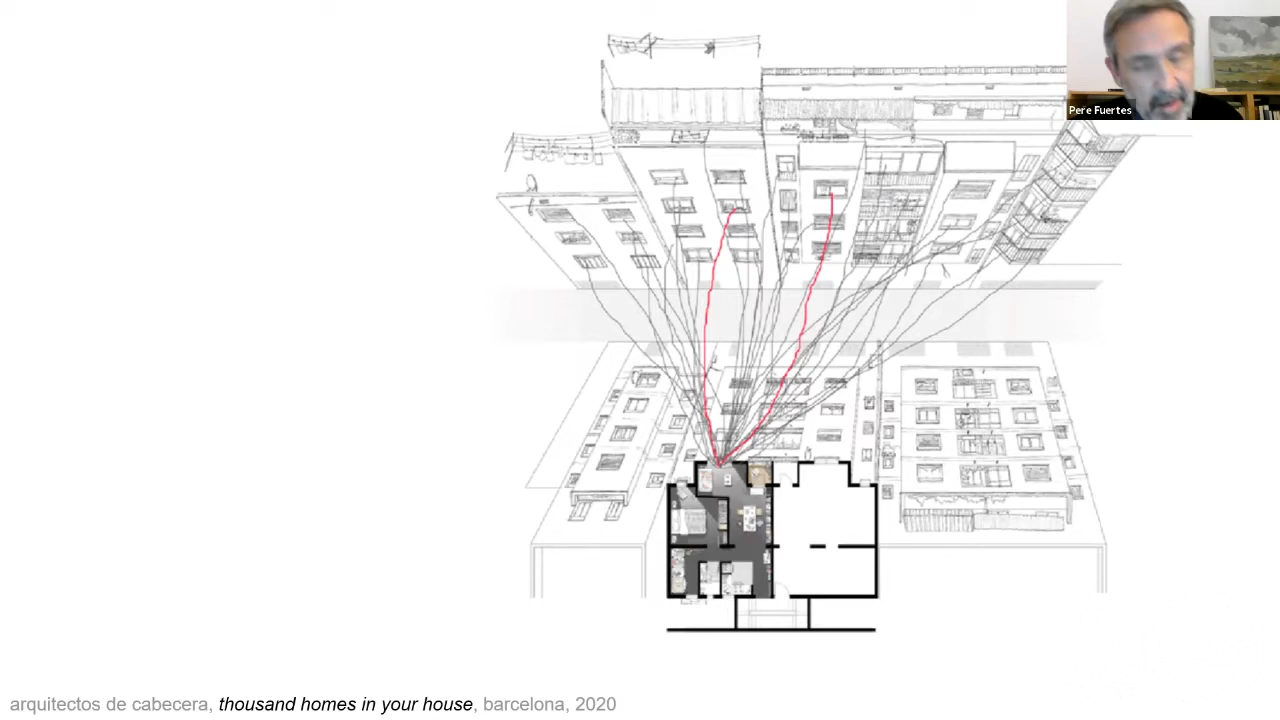 Pere Fuertes
arquitectos de cabecera, thousand homes in your house, barcelona, 2020